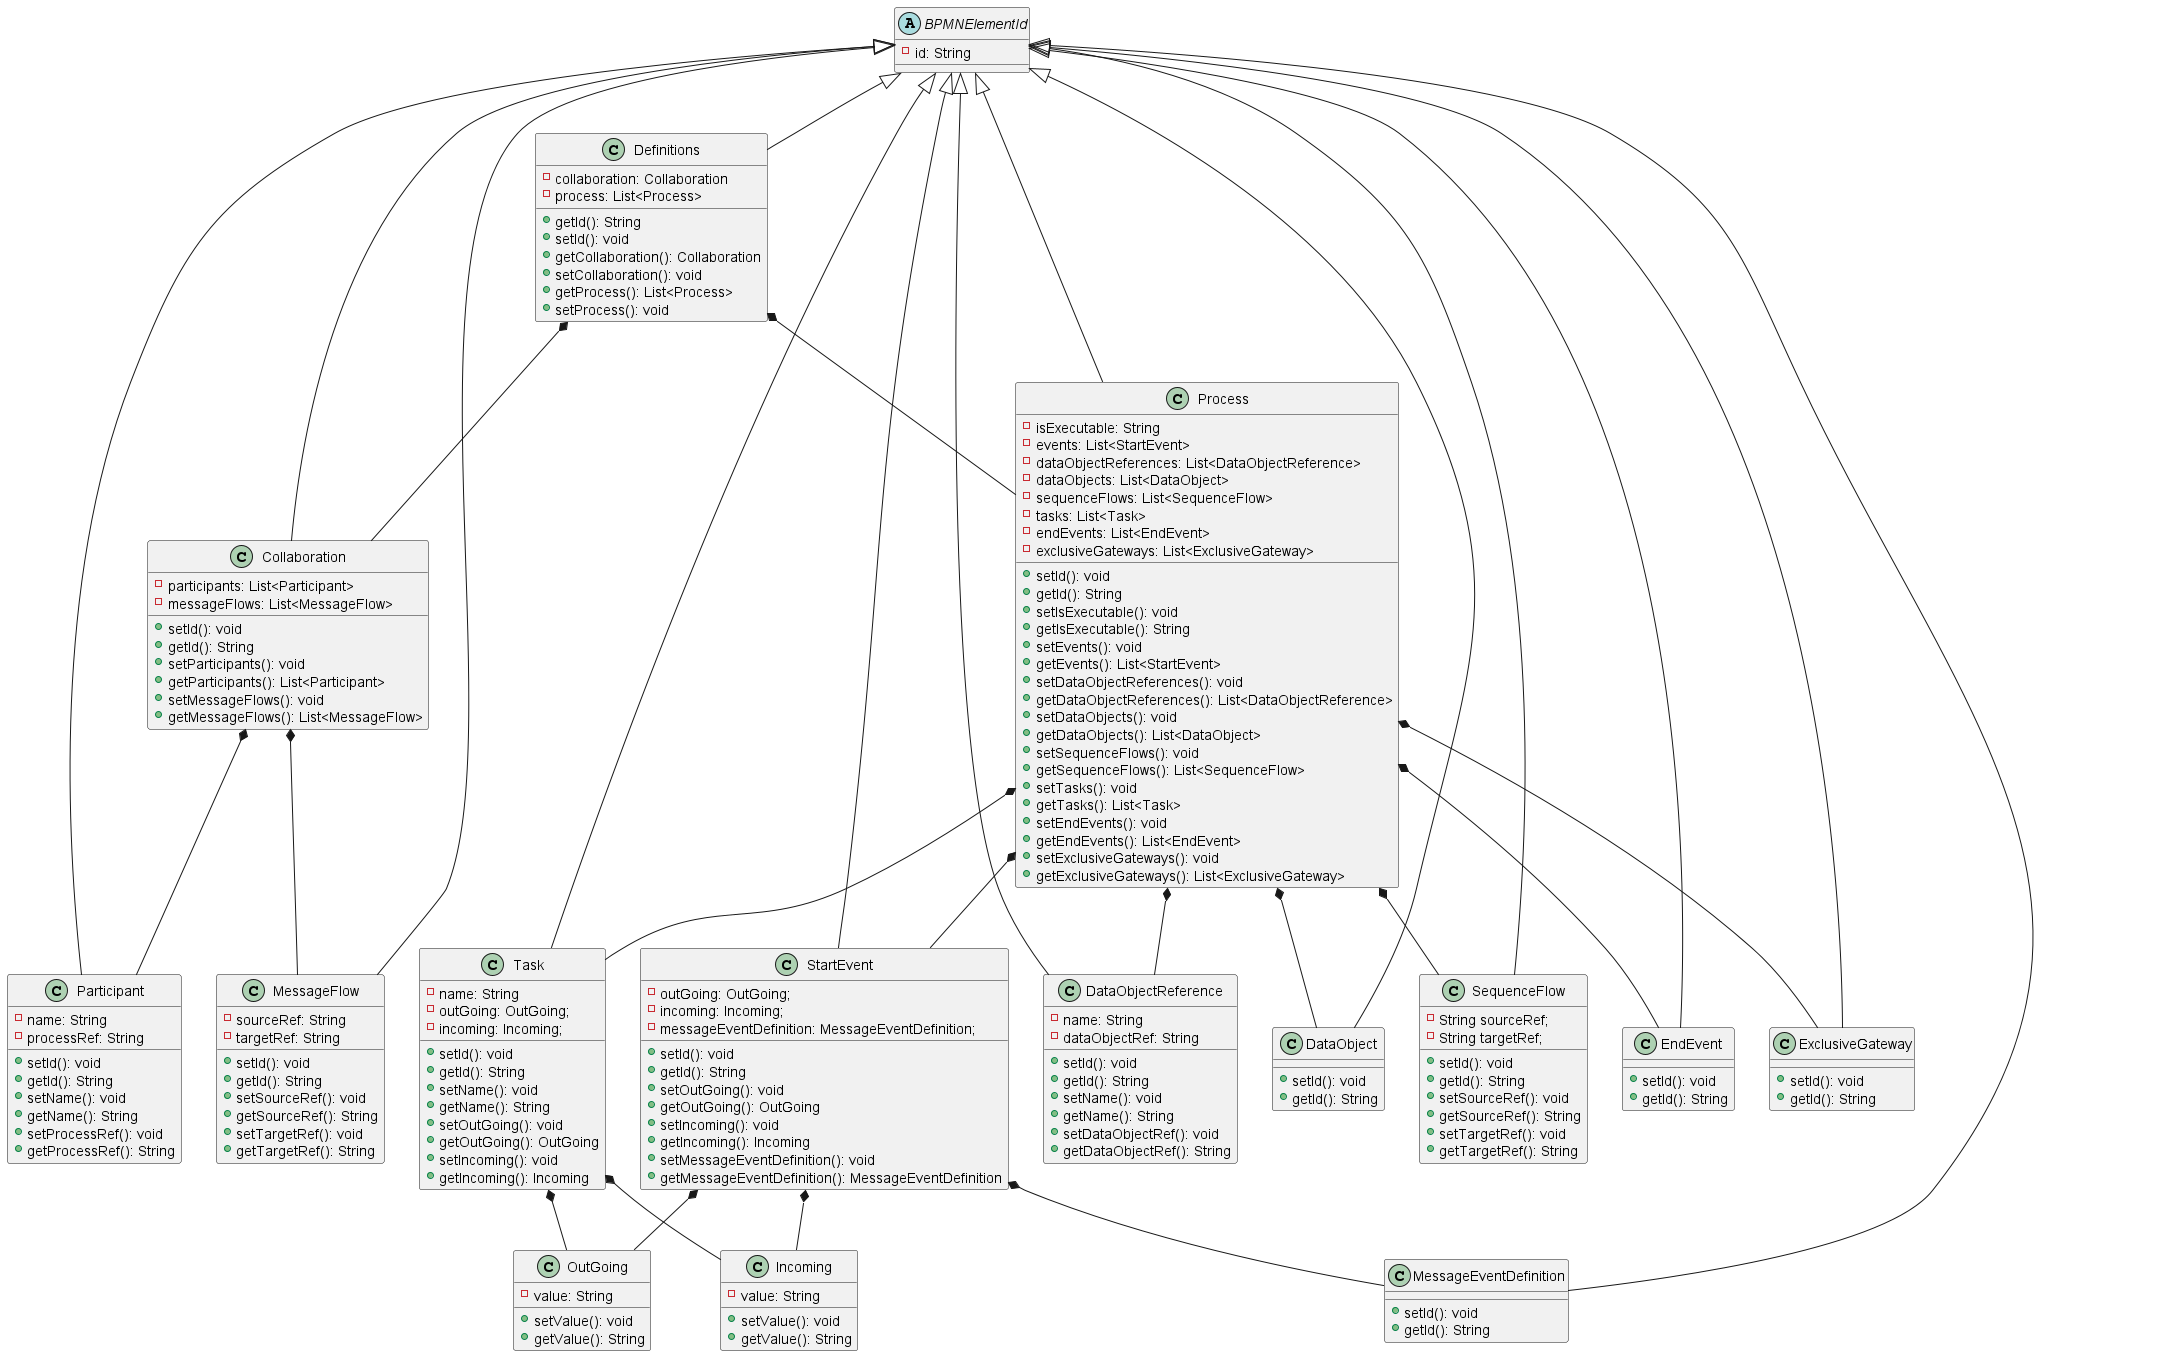 A BPMNElementId
id: String
C Definitions
collaboration: Collaboration
process: List<Process>
getId(): String
setId(): void
getCollaboration(): Collaboration
setCollaboration(): void
getProcess(): List<Process>
setProcess(): void
C Process
isExecutable: String
events: List<StartEvent>
dataObjectReferences: List<DataObjectReference>
dataObjects: List<DataObject>
sequenceFlows: List<SequenceFlow>
tasks: List<Task>
endEvents: List<EndEvent>
exclusiveGateways: List<ExclusiveGateway>
setId(): void
getId(): String
setIsExecutable(): void
getIsExecutable(): String
setEvents(): void
getEvents(): List<StartEvent>
setDataObjectReferences(): void
getDataObjectReferences(): List<DataObjectReference>
setDataObjects(): void
getDataObjects(): List<DataObject>
setSequenceFlows(): void
getSequenceFlows(): List<SequenceFlow>
setTasks(): void
getTasks(): List<Task>
setEndEvents(): void
getEndEvents(): List<EndEvent>
setExclusiveGateways(): void
getExclusiveGateways(): List<ExclusiveGateway>
C Collaboration
participants: List<Participant>
messageFlows: List<MessageFlow>
setId(): void
getId(): String
setParticipants(): void
getParticipants(): List<Participant>
setMessageFlows(): void
getMessageFlows(): List<MessageFlow>
C Participant
name: String
processRef: String
setId(): void
getId(): String
setName(): void
getName(): String
setProcessRef(): void
getProcessRef(): String
C MessageFlow
sourceRef: String
targetRef: String
setId(): void
getId(): String
setSourceRef(): void
getSourceRef(): String
setTargetRef(): void
getTargetRef(): String
C Task
name: String
outGoing: OutGoing;
incoming: Incoming;
setId(): void
getId(): String
setName(): void
getName(): String
setOutGoing(): void
getOutGoing(): OutGoing
setIncoming(): void
getIncoming(): Incoming
C StartEvent
outGoing: OutGoing;
incoming: Incoming;
messageEventDefinition: MessageEventDefinition;
setId(): void
getId(): String
setOutGoing(): void
getOutGoing(): OutGoing
setIncoming(): void
getIncoming(): Incoming
setMessageEventDefinition(): void
getMessageEventDefinition(): MessageEventDefinition
C DataObjectReference
name: String
dataObjectRef: String
setId(): void
getId(): String
setName(): void
getName(): String
setDataObjectRef(): void
getDataObjectRef(): String
C DataObject
setId(): void
getId(): String
C SequenceFlow
String sourceRef;
String targetRef;
setId(): void
getId(): String
setSourceRef(): void
getSourceRef(): String
setTargetRef(): void
getTargetRef(): String
C EndEvent
setId(): void
getId(): String
C ExclusiveGateway
setId(): void
getId(): String
C OutGoing
value: String
setValue(): void
getValue(): String
C Incoming
value: String
setValue(): void
getValue(): String
C MessageEventDefinition
setId(): void
getId(): String